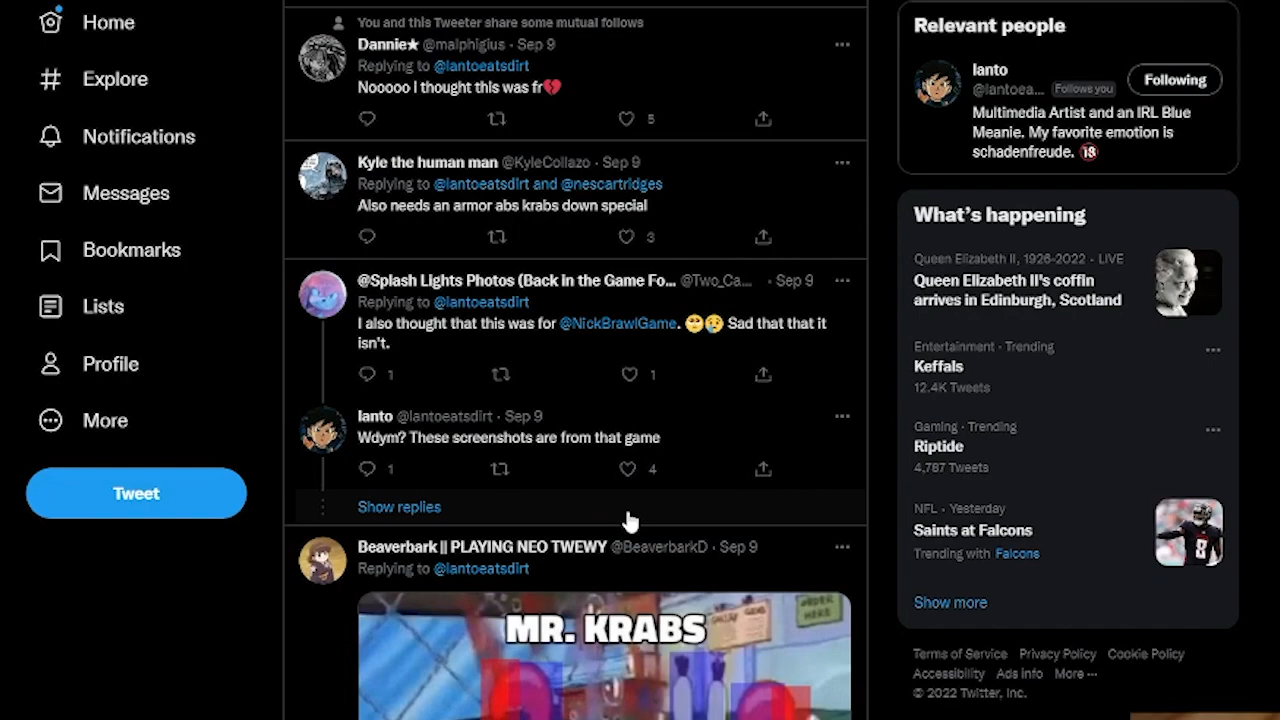 Home
Explore
Notifications
Messages
Bookmarks
Lists
Profile
More
Tweet
You and this Tweeter share some mutual follows
Dannie★ @malphigius · Sep 9
Replying to @Iantoeatsdirt
Nooooo I thought this was fr💔
5
Kyle the human man @KyleCollazo · Sep 9
Replying to @Iantoeatsdirt and @nescartridges
Also needs an armor abs krabs down special
3
@Splash Lights Photos (Back in the Game Fo... @Two_Ca... · Sep 9
Replying to @Iantoeatsdirt
I also thought that this was for @NickBrawlGame. 🥺😢 Sad that that it
isn't.
1 1
Ianto @Iantoeatsdirt · Sep 9
Wdym? These screenshots are from that game
1 4
Show replies
Beaverbark || PLAYING NEO TWEWY @BeaverbarkD · Sep 9
Replying to @Iantoeatsdirt
MR. KRABS
ORDER
HERE
Relevant people
Ianto
@Iantoea... Follows you
Following
Multimedia Artist and an IRL Blue
Meanie. My favorite emotion is
schadenfreude. 🔞
What's happening
Queen Elizabeth II, 1926-2022 · LIVE
Queen Elizabeth II's coffin
arrives in Edinburgh, Scotland
Entertainment · Trending
Keffals
12.4K Tweets
Gaming · Trending
Riptide
4,787 Tweets
NFL · Yesterday
Saints at Falcons
Trending with Falcons
8
Show more
Terms of Service Privacy Policy Cookie Policy
Accessibility Ads info More ···
© 2022 Twitter, Inc.